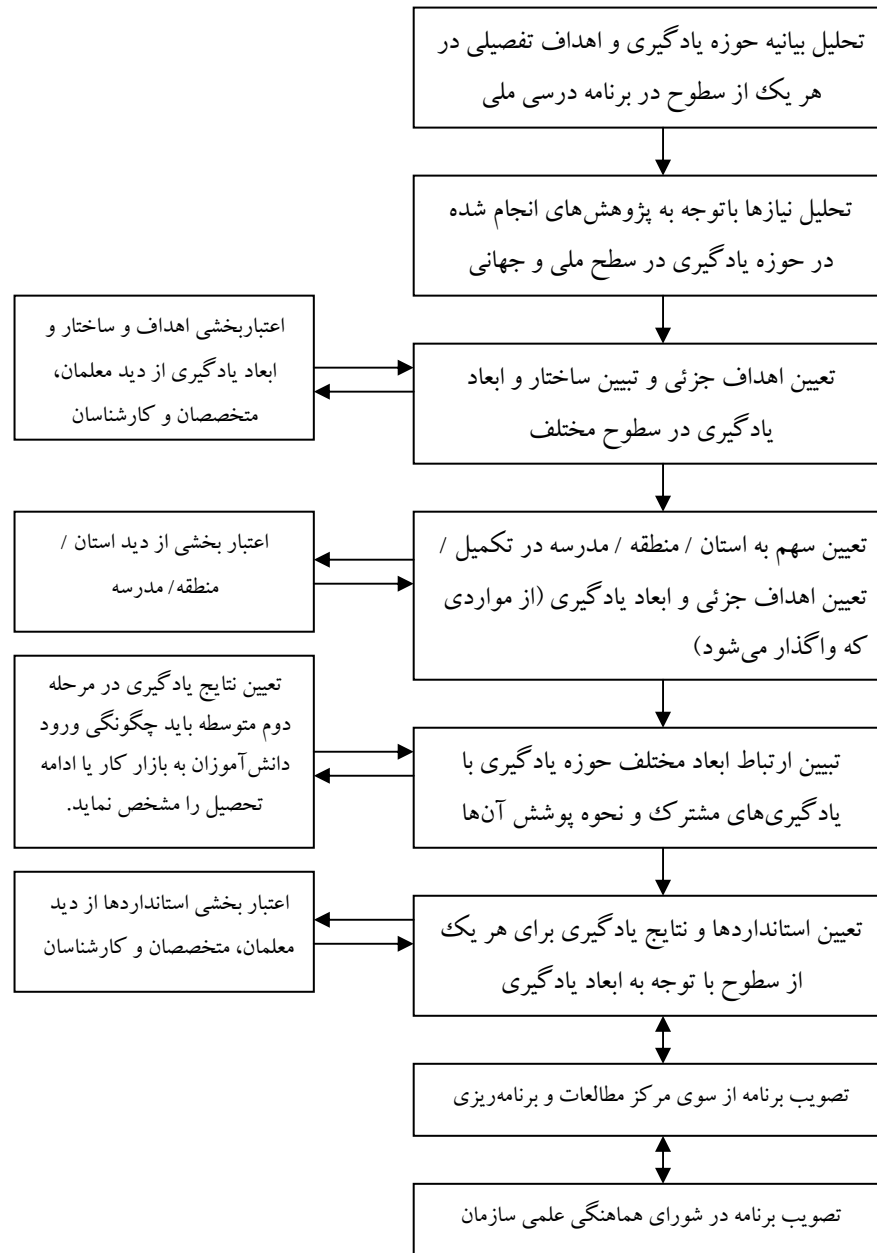 تحلیل بیانیه حوزه یادگیری و اهداف تفصیلی در
هر یک از سطوح در برنامه درسی ملی
تحلیل نیازها باتوجه به پژوهش‌های انجام شده
در حوزه یادگیری در سطح ملی و جهانی
تعیین اهداف جزئی و تبیین ساختار و ابعاد
یادگیری در سطوح مختلف
اعتباربخشی اهداف و ساختار و
ابعاد یادگیری از دید معلمان،
متخصصان و کارشناسان
تعیین سهم به استان / منطقه / مدرسه در تکمیل /
تعیین اهداف جزئی و ابعاد یادگیری (از مواردی
که واگذار می‌شود)
اعتبار بخشی از دید استان /
منطقه/ مدرسه
تبیین ارتباط ابعاد مختلف حوزه یادگیری با
یادگیری‌های مشترک و نحوه پوشش آن‌ها
تعیین نتایج یادگیری در مرحله
دوم متوسطه باید چگونگی ورود
دانش‌آموزان به بازار کار یا ادامه
تحصیل را مشخص نماید.
تعیین استانداردها و نتایج یادگیری برای هر یک
از سطوح با توجه به ابعاد یادگیری
اعتبار بخشی استانداردها از دید
معلمان، متخصصان و کارشناسان
تصویب برنامه از سوی مرکز مطالعات و برنامه‌ریزی
تصویب برنامه در شورای هماهنگی علمی سازمان